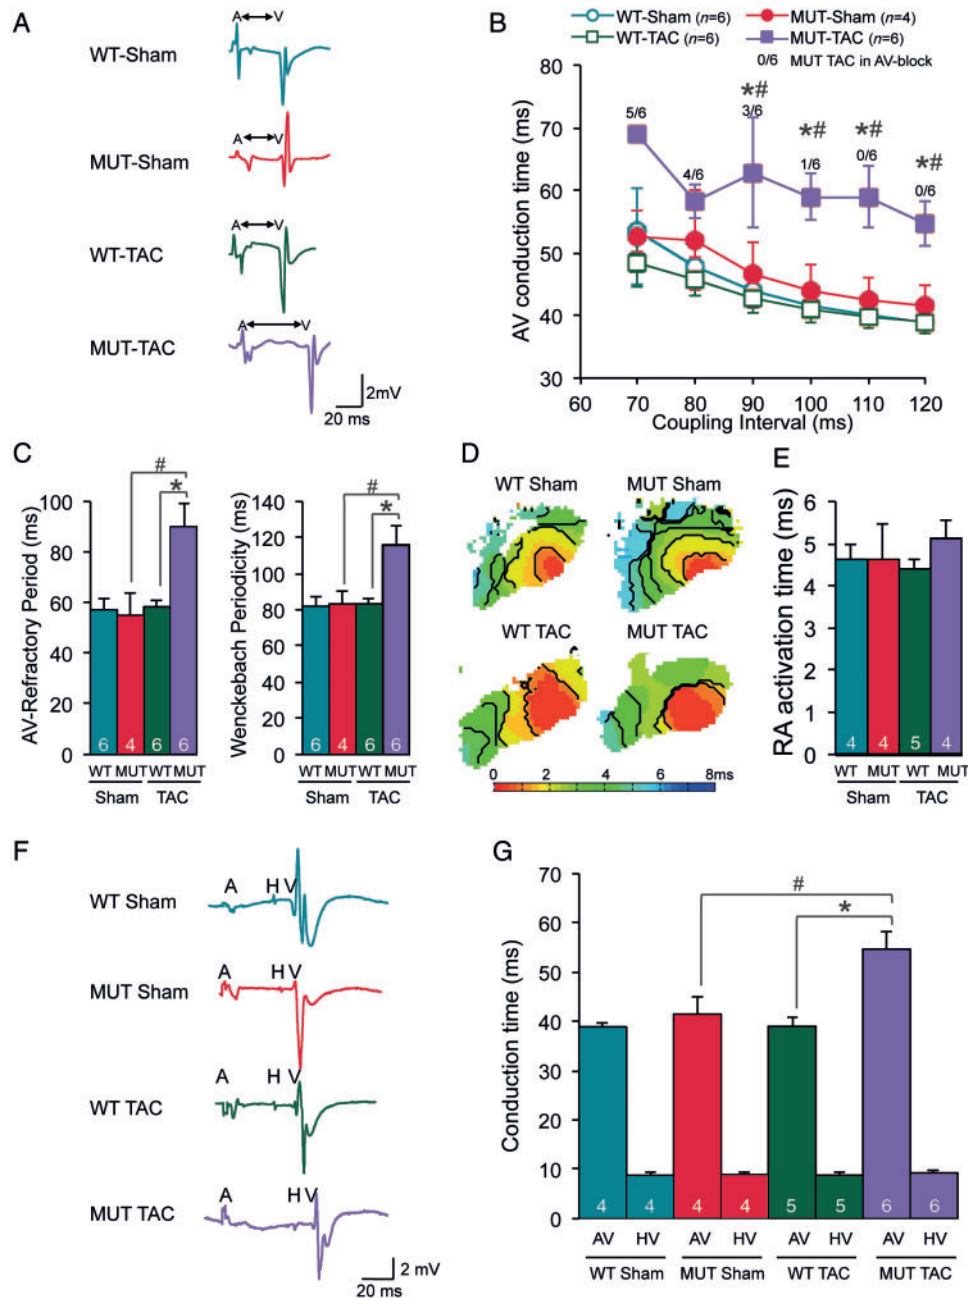 A
A V
WT-Sham
A V
MUT-Sham
A V
WT-TAC
A V
MUT-TAC
2mV
20 ms
B
WT-Sham (n=6) MUT-Sham (n=4)
WT-TAC (n=6) MUT-TAC (n=6)
0/6 MUT TAC in AV-block
AV conduction time (ms)
80
70
60
50
40
30
5/6
4/6
*#
3/6
*#
1/6
*#
0/6
*#
0/6
60 70 80 90 100 110 120
Coupling Interval (ms)
C
AV-Refractory Period (ms)
100
80
60
40
20
0
#
*
6 4 6 6
WT MUT WT MUT
Sham TAC
Wenckebach Periodicity (ms)
140
120
100
80
60
40
20
0
#
*
6 4 6 6
WT MUT WT MUT
Sham TAC
D
WT Sham MUT Sham
WT TAC MUT TAC
0 2 4 6 8ms
E
RA activation time (ms)
6
5
4
3
2
1
0
4 4 5 4
WT MUT WT MUT
Sham TAC
F
A H V
WT Sham
A H V
MUT Sham
A H V
WT TAC
A H V
MUT TAC
2 mV
20 ms
G
Conduction time (ms)
70
60
50
40
30
20
10
0
#
*
4 4 4 4 5 5 6 6
AV HV AV HV AV HV AV HV
WT Sham MUT Sham WT TAC MUT TAC